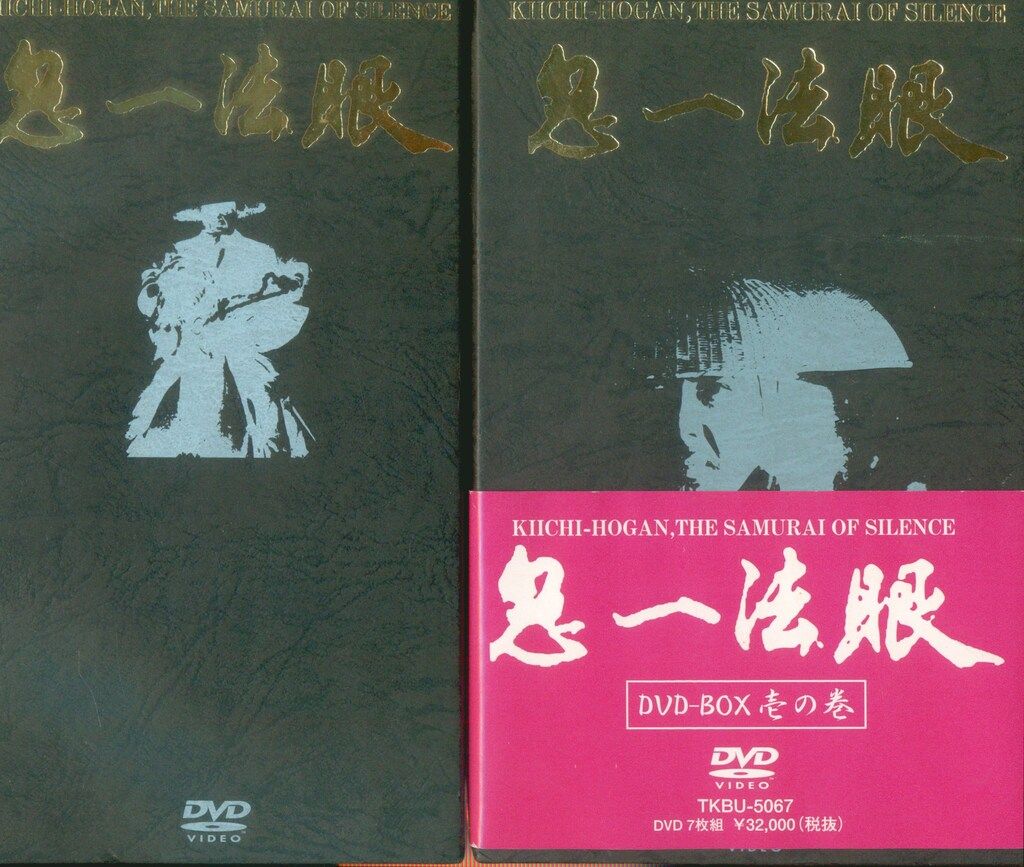 KIICHI-HOGAN,THE SAMURAI OF SILENCE
鬼一法眼
DVD
VIDEO
KIICHI-HOGAN,THE SAMURAI OF SILENCE
鬼一法眼
KIICHI-HOGAN,THE SAMURAI OF SILENCE
鬼一法眼
DVD-BOX 壱の巻
DVD
VIDEO
TKBU-5067
DVD 7枚組 ¥32,000(税抜)